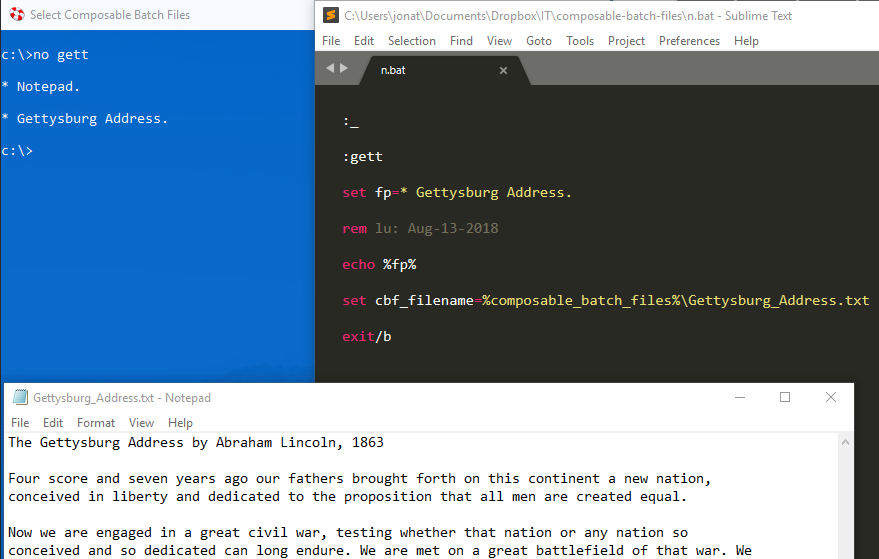 Select Composable Batch Files
c:\>no gett
* Notepad.
* Gettysburg Address.
c:\>
C:\Users\jonat\Documents\Dropbox\IT\composable-batch-files\n.bat - Sublime Text
File Edit Selection Find View Goto Tools Project Preferences Help
n.bat
:_
:gett
set fp=* Gettysburg Address.
rem lu: Aug-13-2018
echo %fp%
set cbf_filename=%composable_batch_files%\Gettysburg_Address.txt
exit/b
Gettysburg_Address.txt - Notepad
File Edit Format View Help
The Gettysburg Address by Abraham Lincoln, 1863
Four score and seven years ago our fathers brought forth on this continent a new nation,
conceived in liberty and dedicated to the proposition that all men are created equal.
Now we are engaged in a great civil war, testing whether that nation or any nation so
conceived and so dedicated can long endure. We are met on a great battlefield of that war. We